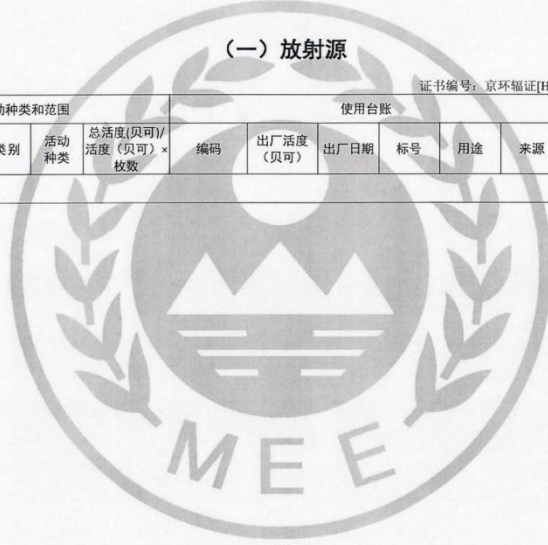 （一）放射源
证书编号：京环辐证[H
动种类和范围 使用台账
类别 活动种类 总活度(贝可)/活度（贝可）×枚数 编码 出厂活度（贝可） 出厂日期 标号 用途 来源
MEE